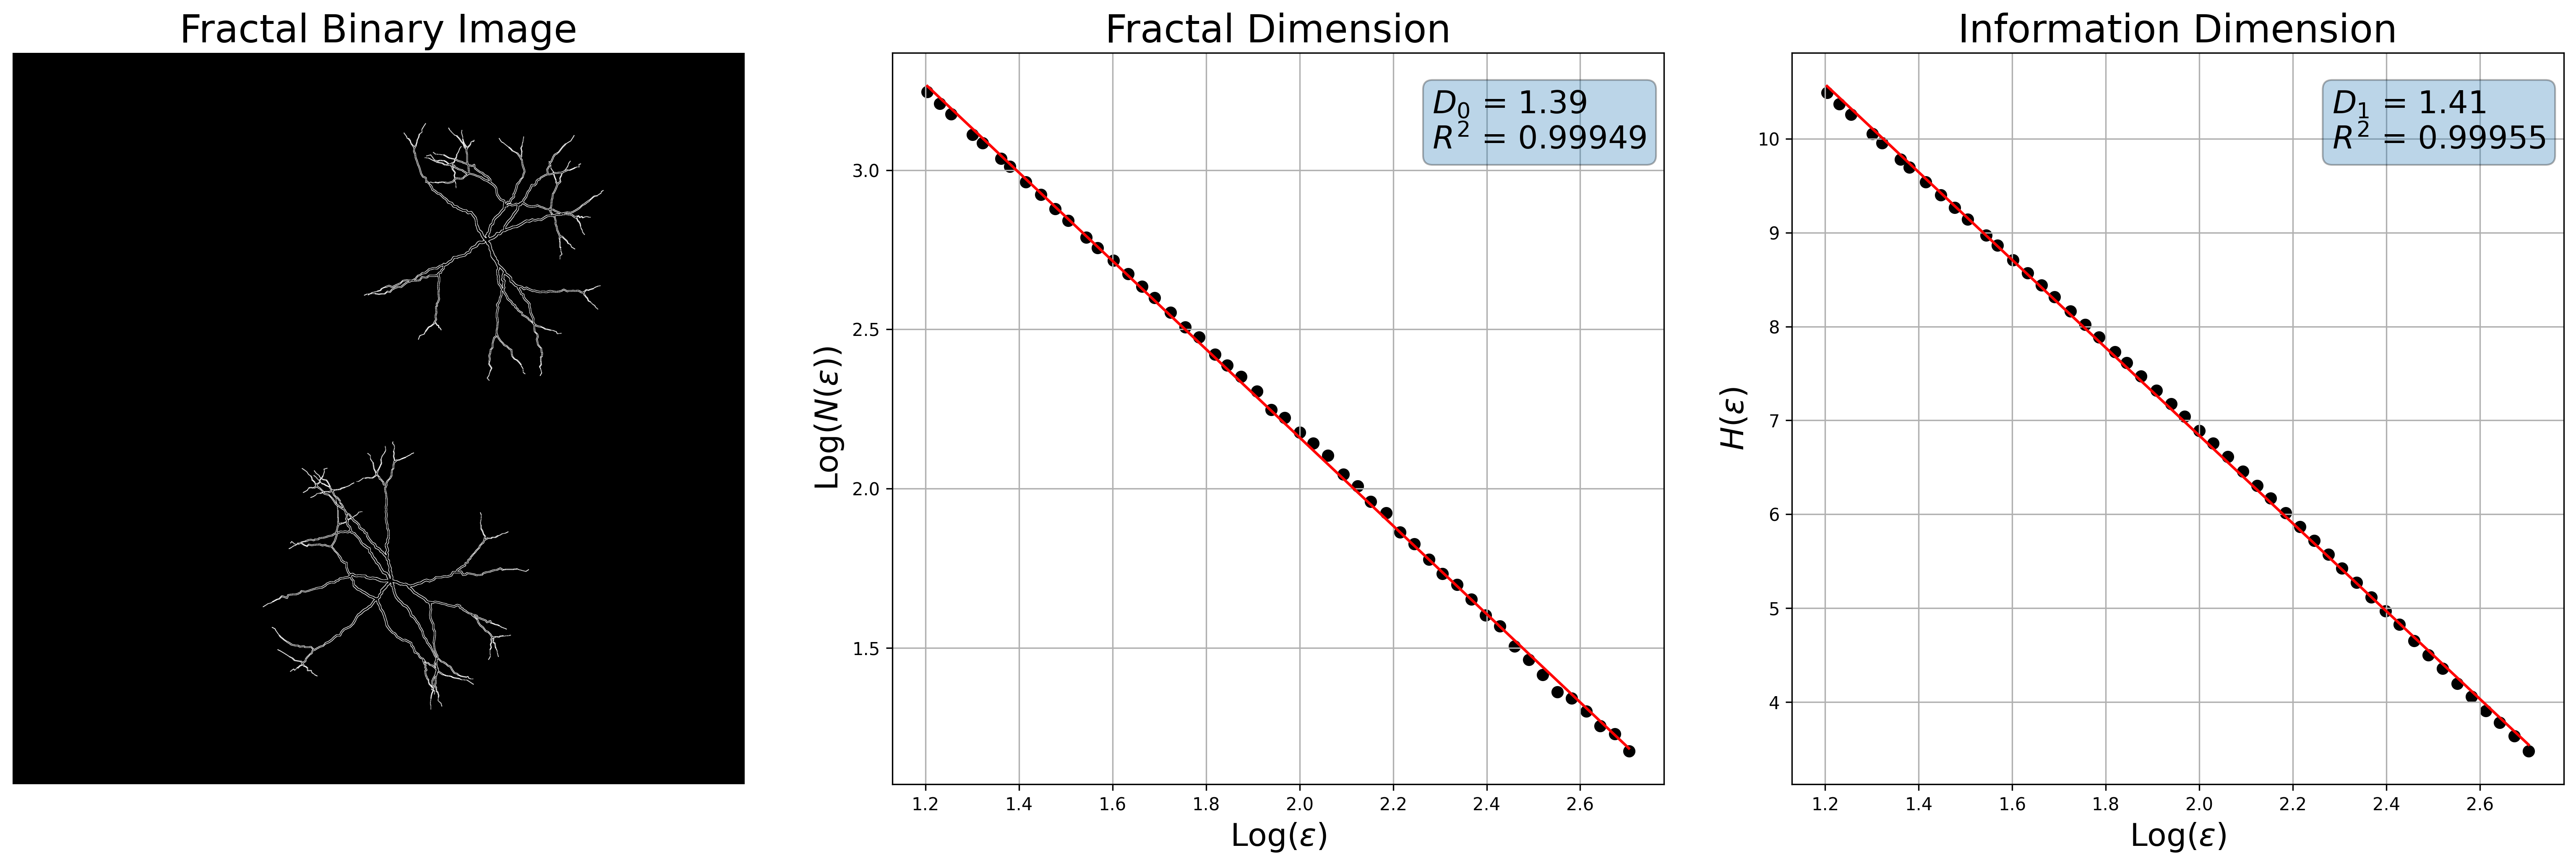 Fractal Binary Image
Fractal Dimension
D₀ = 1.39
R² = 0.99949
Log(N(ε))
3.0
2.5
2.0
1.5
1.2 1.4 1.6 1.8 2.0 2.2 2.4 2.6
Log(ε)
Information Dimension
D₁ = 1.41
R² = 0.99955
H(ε)
10
9
8
7
6
5
4
1.2 1.4 1.6 1.8 2.0 2.2 2.4 2.6
Log(ε)